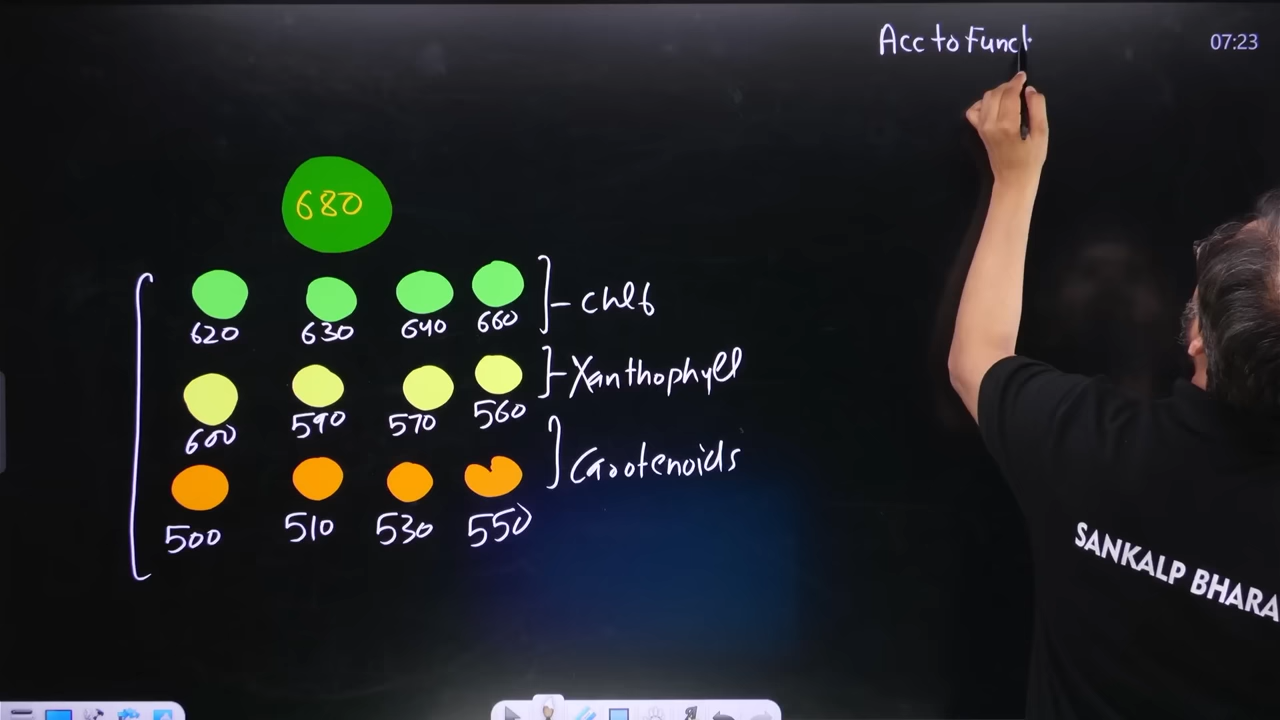 Acc to Funct
07:23
680
620 630 640 660
chlb
600 590 570 560
Xanthophyll
500 510 530 550
Carotenoids
SANKALP BHARA